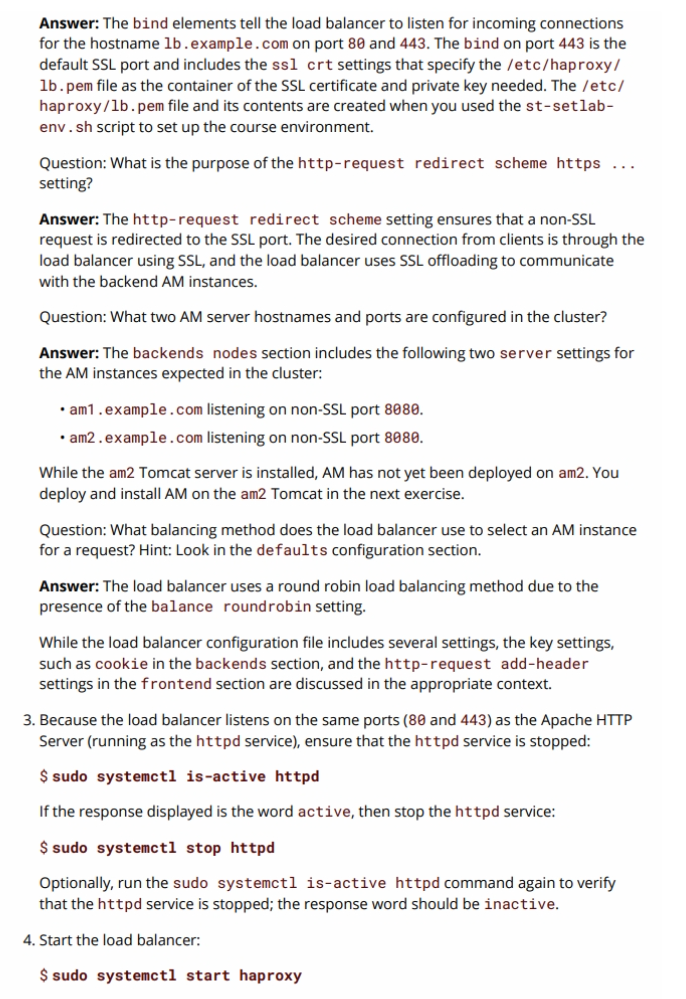 Answer: The bind elements tell the load balancer to listen for incoming connections
for the hostname lb.example.com on port 80 and 443. The bind on port 443 is the
default SSL port and includes the ssl crt settings that specify the /etc/haproxy/
lb.pem file as the container of the SSL certificate and private key needed. The /etc/
haproxy/lb.pem file and its contents are created when you used the st-setlab-
env.sh script to set up the course environment.
Question: What is the purpose of the http-request redirect scheme https ...
setting?
Answer: The http-request redirect scheme setting ensures that a non-SSL
request is redirected to the SSL port. The desired connection from clients is through the
load balancer using SSL, and the load balancer uses SSL offloading to communicate
with the backend AM instances.
Question: What two AM server hostnames and ports are configured in the cluster?
Answer: The backends nodes section includes the following two server settings for
the AM instances expected in the cluster:
• am1.example.com listening on non-SSL port 8080.
• am2.example.com listening on non-SSL port 8080.
While the am2 Tomcat server is installed, AM has not yet been deployed on am2. You
deploy and install AM on the am2 Tomcat in the next exercise.
Question: What balancing method does the load balancer use to select an AM instance
for a request? Hint: Look in the defaults configuration section.
Answer: The load balancer uses a round robin load balancing method due to the
presence of the balance roundrobin setting.
While the load balancer configuration file includes several settings, the key settings,
such as cookie in the backends section, and the http-request add-header
settings in the frontend section are discussed in the appropriate context.
3. Because the load balancer listens on the same ports (80 and 443) as the Apache HTTP
Server (running as the httpd service), ensure that the httpd service is stopped:
$ sudo systemctl is-active httpd
If the response displayed is the word active, then stop the httpd service:
$ sudo systemctl stop httpd
Optionally, run the sudo systemctl is-active httpd command again to verify
that the httpd service is stopped; the response word should be inactive.
4. Start the load balancer:
$ sudo systemctl start haproxy